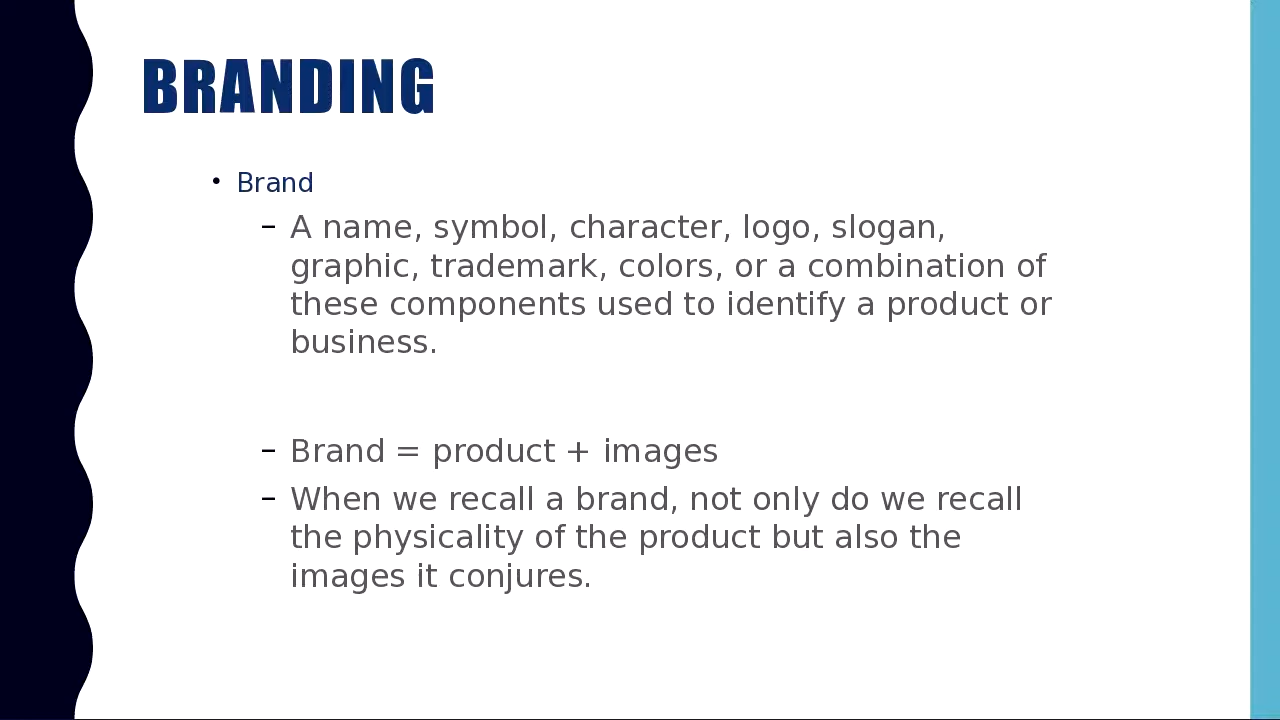 BRANDING
• Brand
– A name, symbol, character, logo, slogan,
graphic, trademark, colors, or a combination of
these components used to identify a product or
business.
– Brand = product + images
– When we recall a brand, not only do we recall
the physicality of the product but also the
images it conjures.